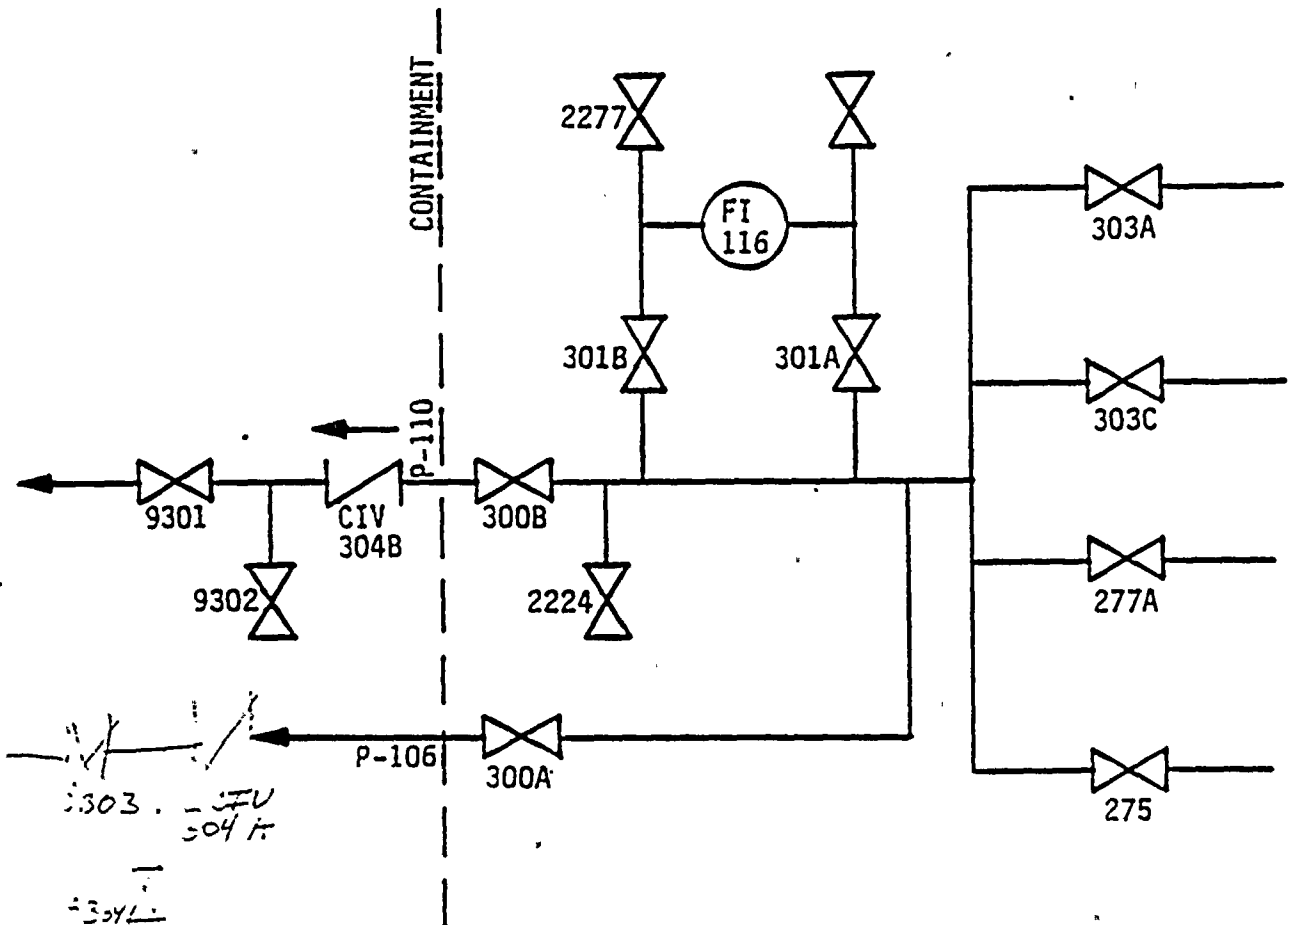 CONTAINMENT
2277
FI
116
303A
301B
301A
303C
P-110
9301
CIV
304B
300B
9302
2224
277A
P-106
300A
275